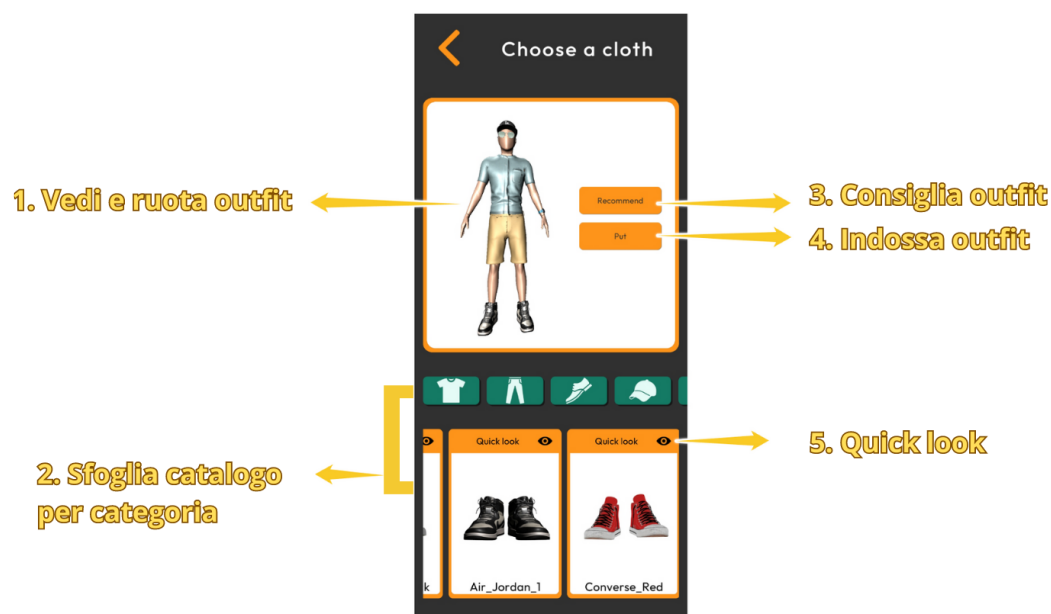 Choose a cloth
1. Vedi e ruota outfit
Recommend
Put
3. Consiglia outfit
4. Indossa outfit
2. Sfoglia catalogo
per categoria
Quick look
Quick look
5. Quick look
k
Air_Jordan_1
Converse_Red